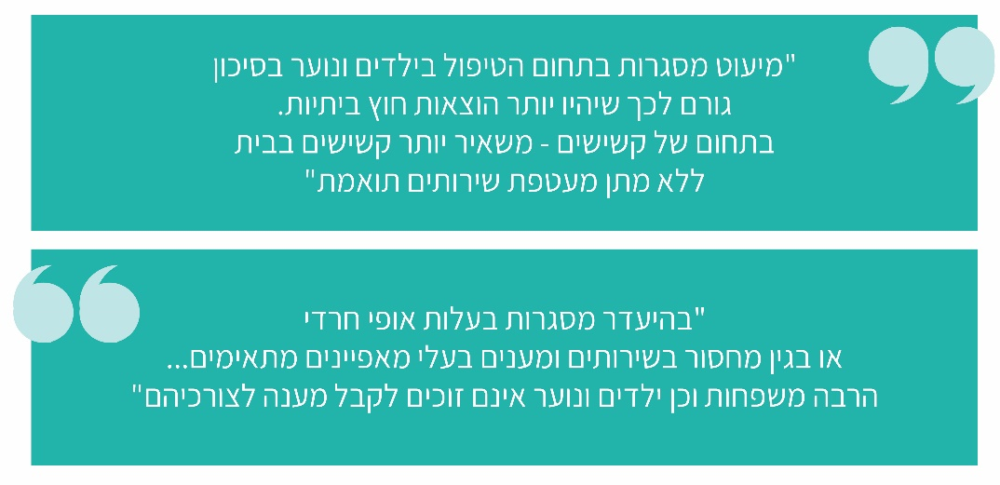 "מיעוט מסגרות בתחום הטיפול בילדים ונוער בסיכון
גורם לכך שיהיו יותר הוצאות חוץ ביתיות.
בתחום של קשישים - משאיר יותר קשישים בבית
ללא מתן מעטפת שירותים תואמת"
"בהיעדר מסגרות בעלות אופי חרדי
או בגין מחסור בשירותים ומענים בעלי מאפיינים מתאימים...
הרבה משפחות וכן ילדים ונוער אינם זוכים לקבל מענה לצורכיהם"